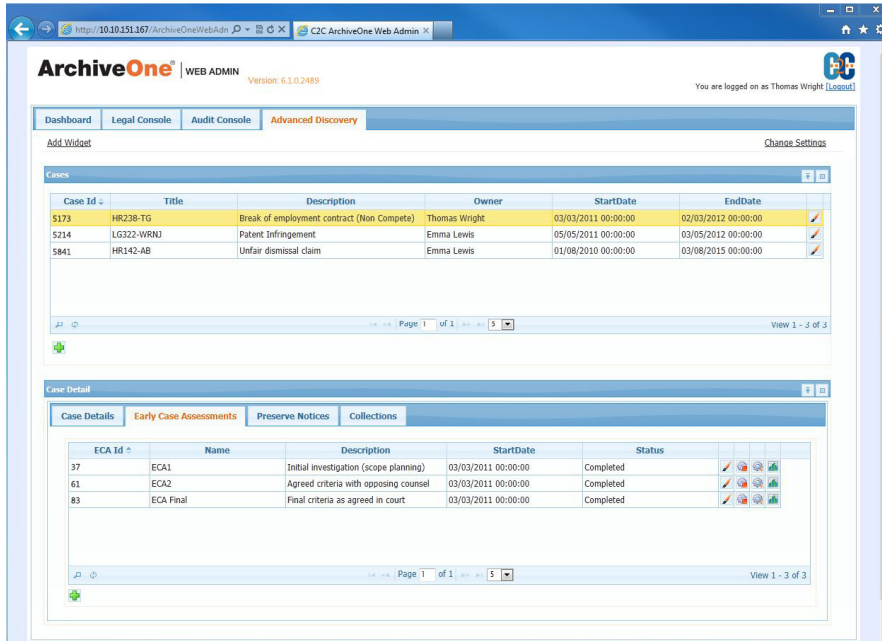 http://10.10.151.167/ArchiveOneWebAdn
C2C ArchiveOne Web Admin
ArchiveOne® | WEB ADMIN
Version: 6.1.0.2489
C2C
You are logged on as Thomas Wright [Logout]
Dashboard Legal Console Audit Console Advanced Discovery
Add Widget Change Settings
Cases
Case Id Title Description Owner StartDate EndDate
5173 HR238-TG Break of employment contract (Non Compete) Thomas Wright 03/03/2011 00:00:00 02/03/2012 00:00:00
5214 LG322-WRNJ Patent Infringement Emma Lewis 05/05/2011 00:00:00 03/05/2012 00:00:00
5841 HR142-AB Unfair dismissal claim Emma Lewis 01/08/2010 00:00:00 03/08/2015 00:00:00
Page 1 of 1 5 View 1 - 3 of 3
Case Detail
Case Details Early Case Assessments Preserve Notices Collections
ECA Id Name Description StartDate Status
37 ECA1 Initial investigation (scope planning) 03/03/2011 00:00:00 Completed
61 ECA2 Agreed criteria with opposing counsel 03/03/2011 00:00:00 Completed
83 ECA Final Final criteria as agreed in court 03/03/2011 00:00:00 Completed
Page 1 of 1 5 View 1 - 3 of 3